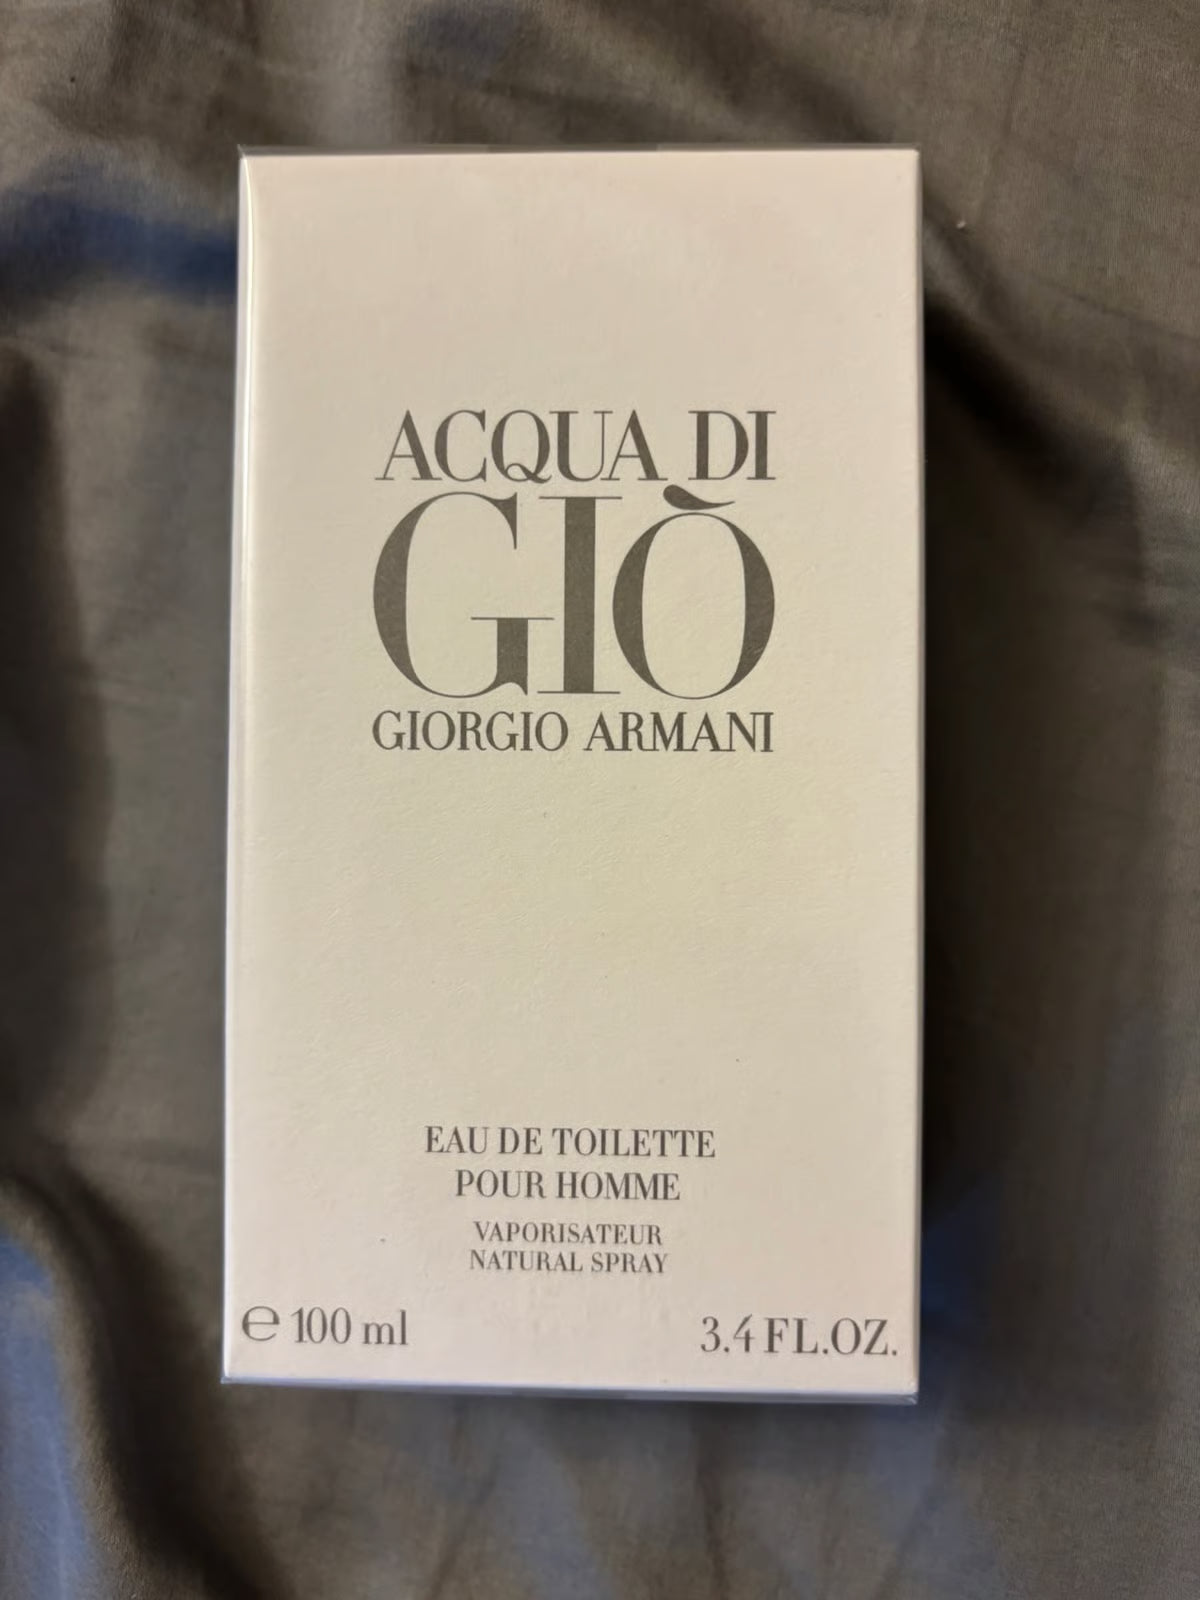 ACQUA DI
GIÒ
GIORGIO ARMANI
EAU DE TOILETTE
POUR HOMME
VAPORISATEUR
NATURAL SPRAY
℮ 100 ml 3.4 FL.OZ.